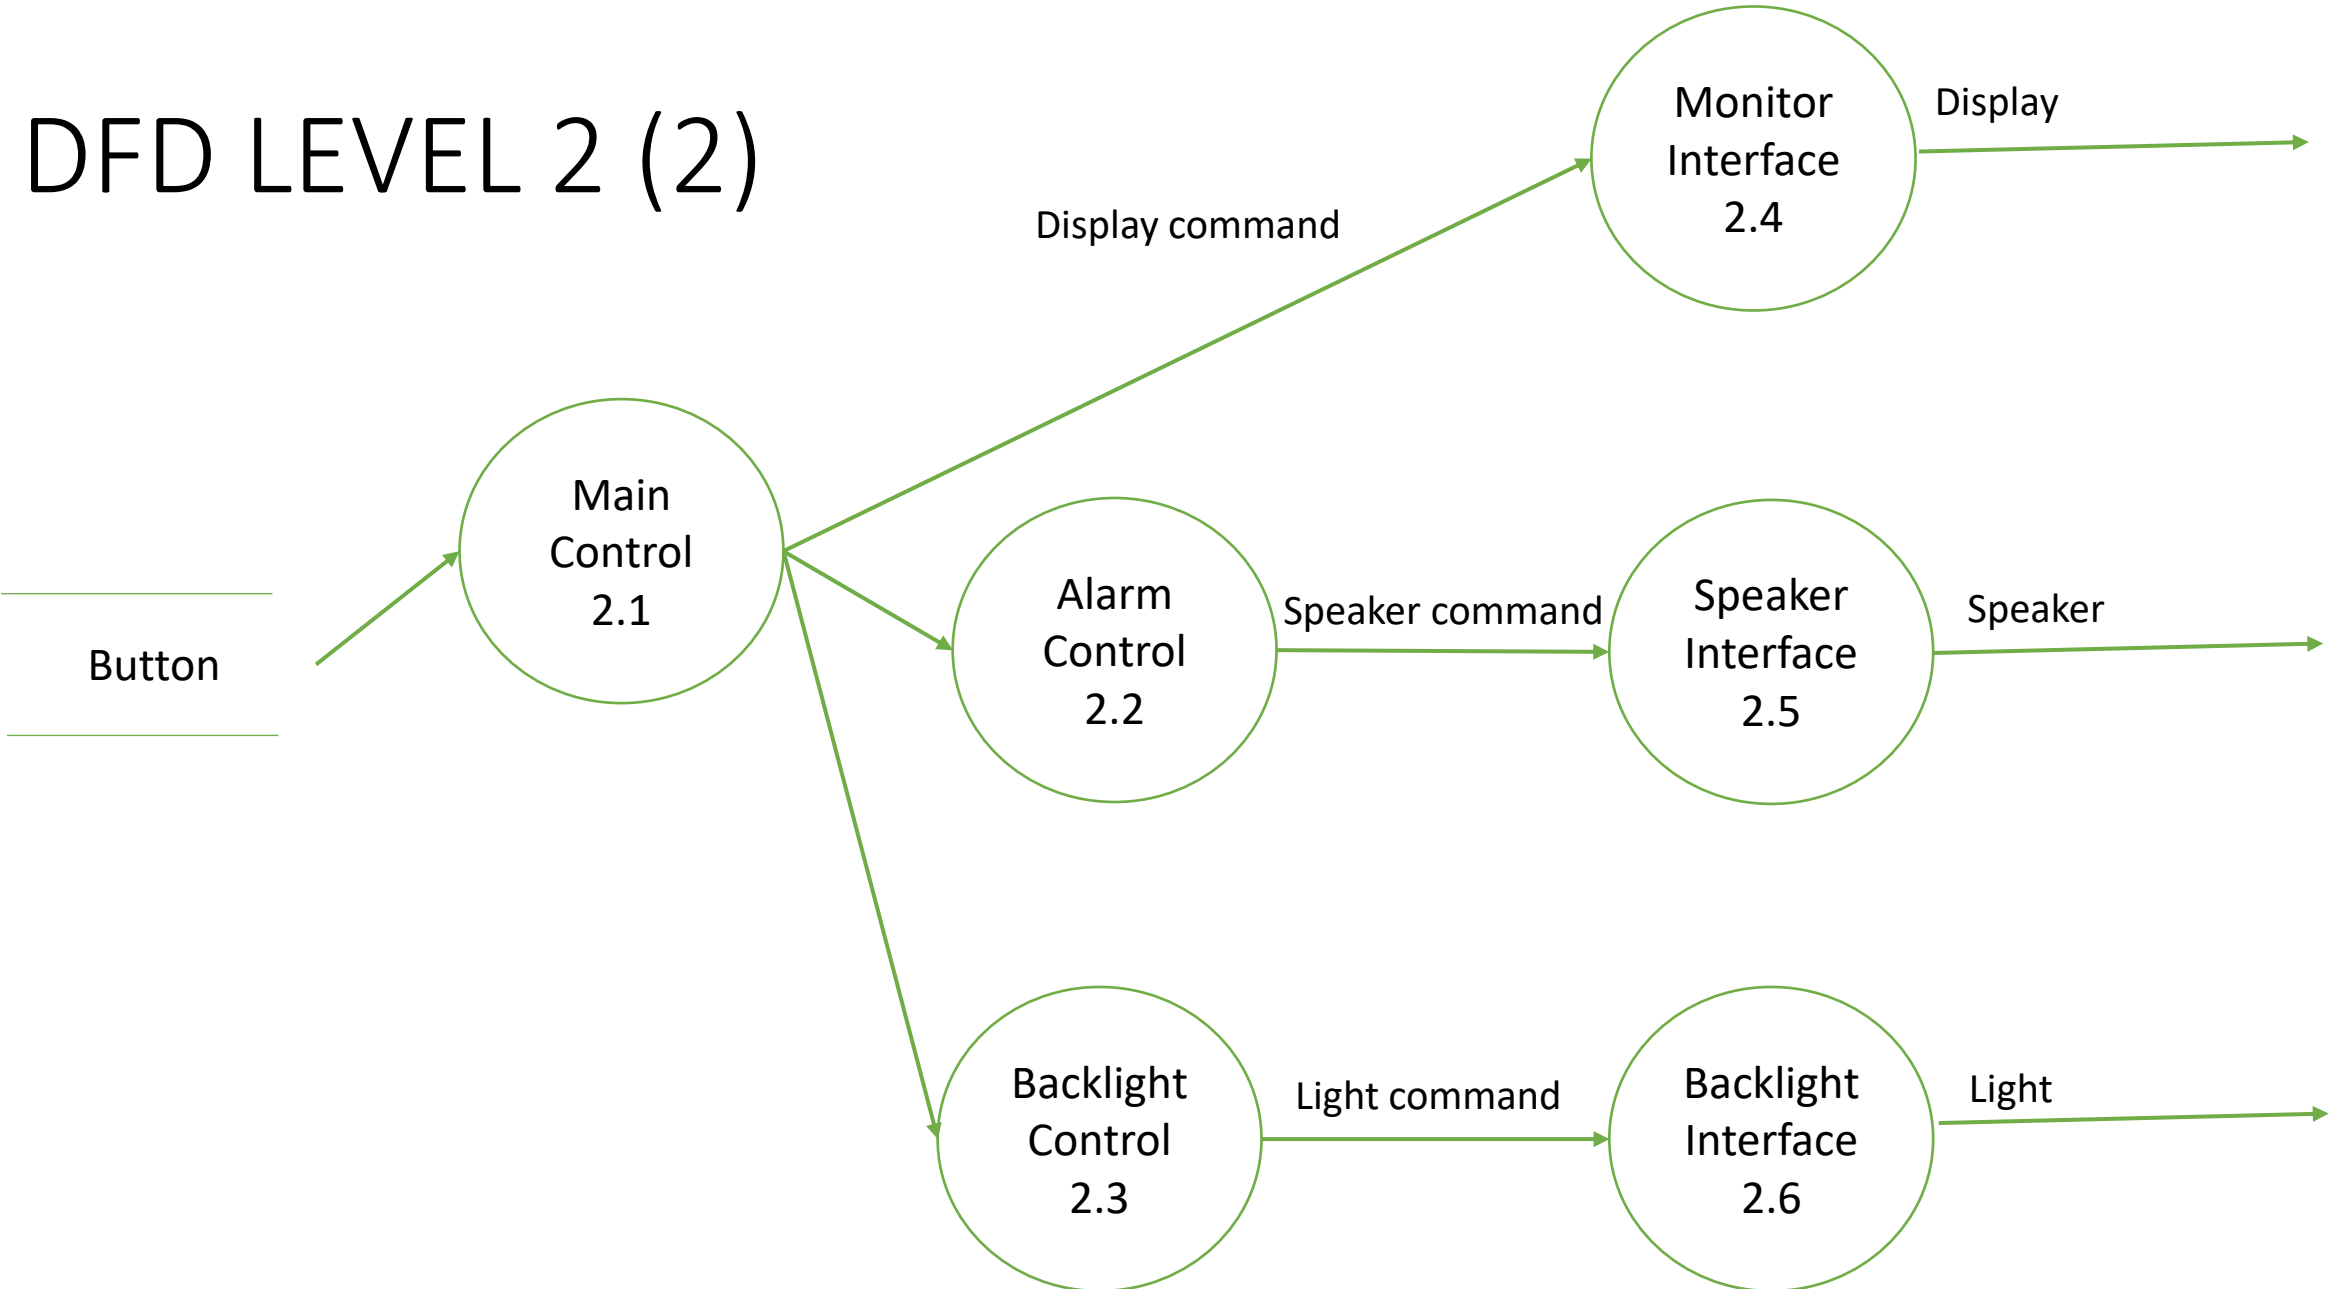 DFD LEVEL 2 (2)
Monitor
Interface
2.4
Display
Display command
Main
Control
2.1
Button
Alarm
Control
2.2
Speaker command
Speaker
Interface
2.5
Speaker
Backlight
Control
2.3
Light command
Backlight
Interface
2.6
Light